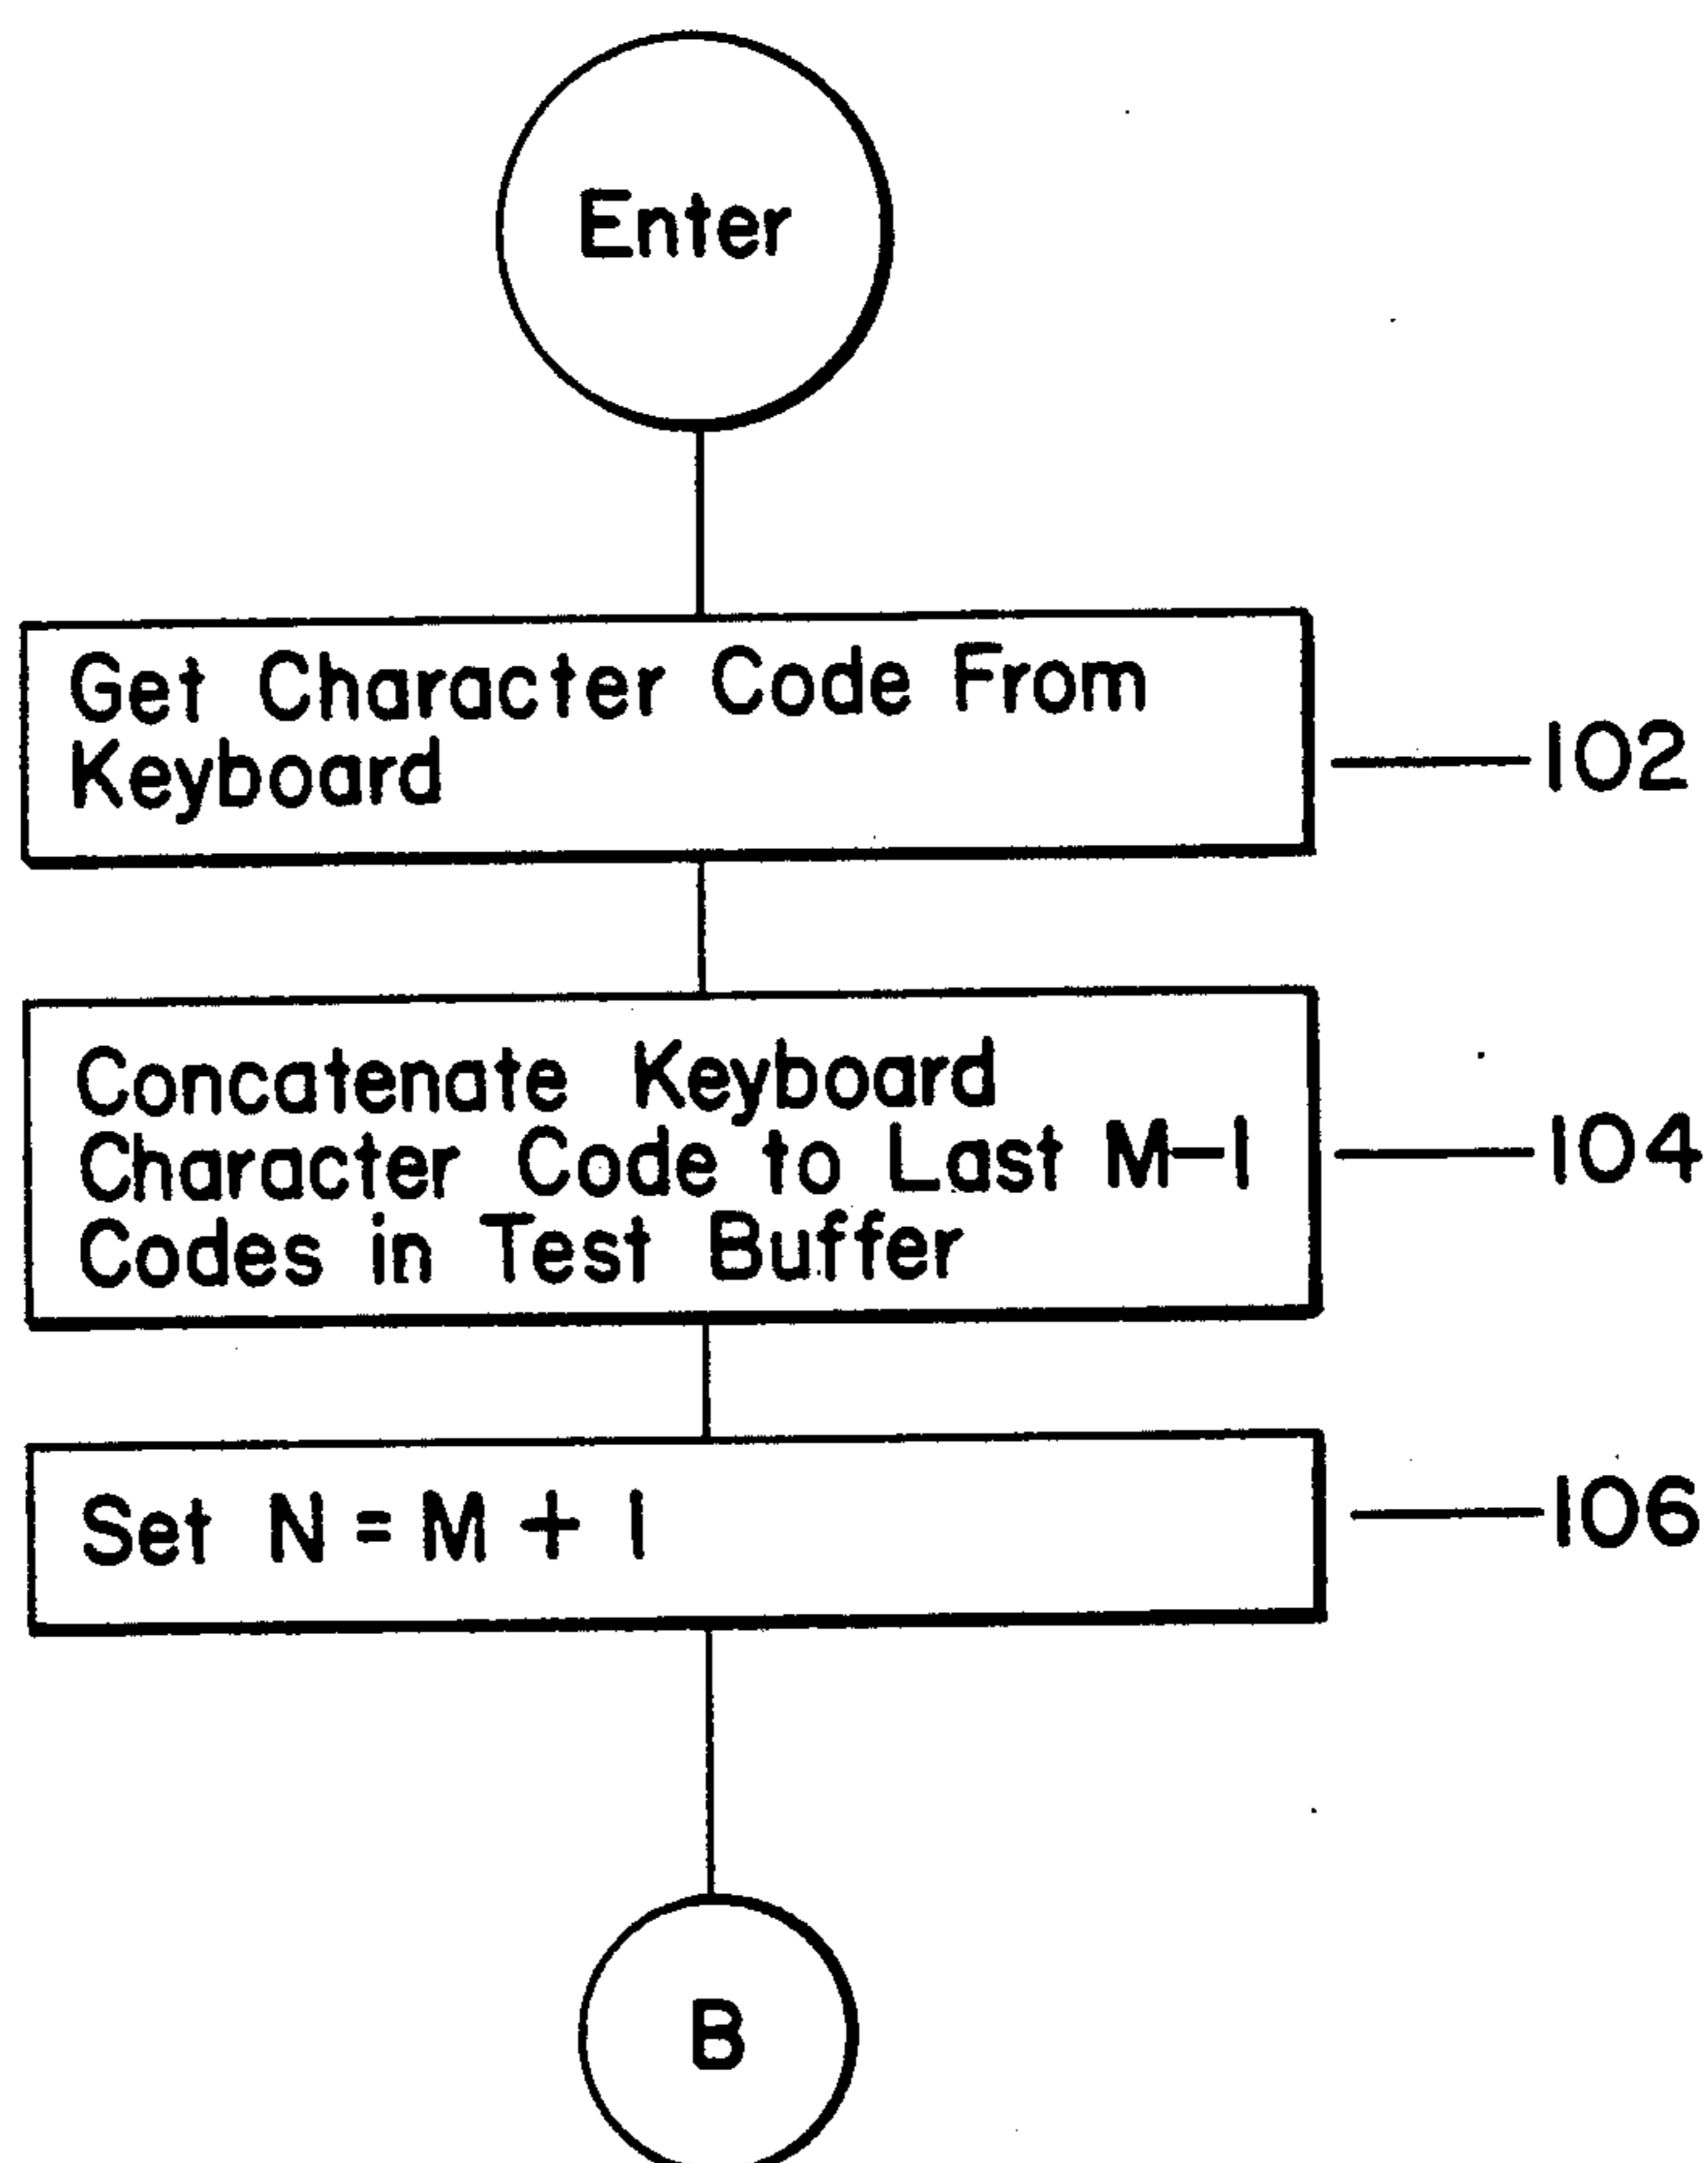 Enter
Get Character Code From
Keyboard
102
Concatenate Keyboard
Character Code to Last M-1
Codes in Test Buffer
104
Set N = M + 1
106
B